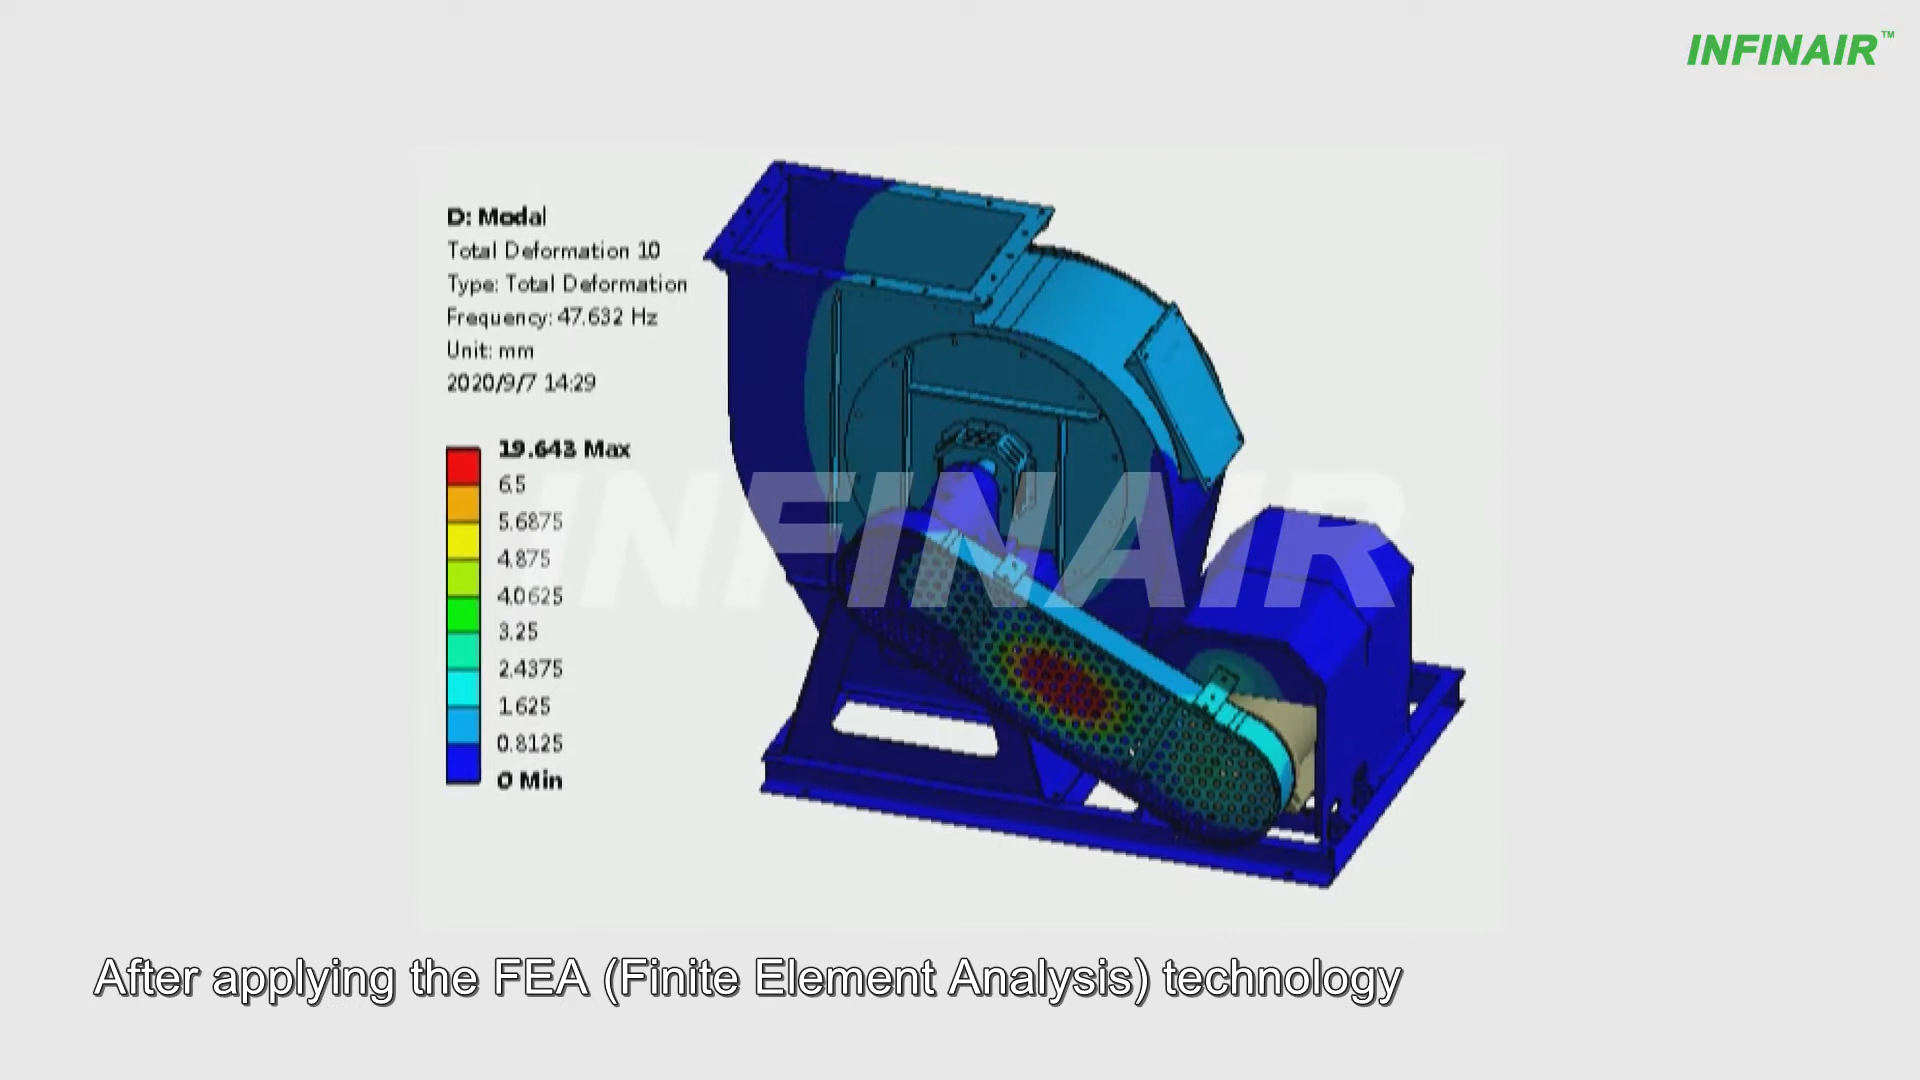 INFINAIR™
D: Modal
Total Deformation 10
Type: Total Deformation
Frequency: 47.632 Hz
Unit: mm
2020/9/7 14:29
19.643 Max
6.5
5.6875
4.875
4.0625
3.25
2.4375
1.625
0.8125
0 Min
INFINAIR
After applying the FEA (Finite Element Analysis) technology